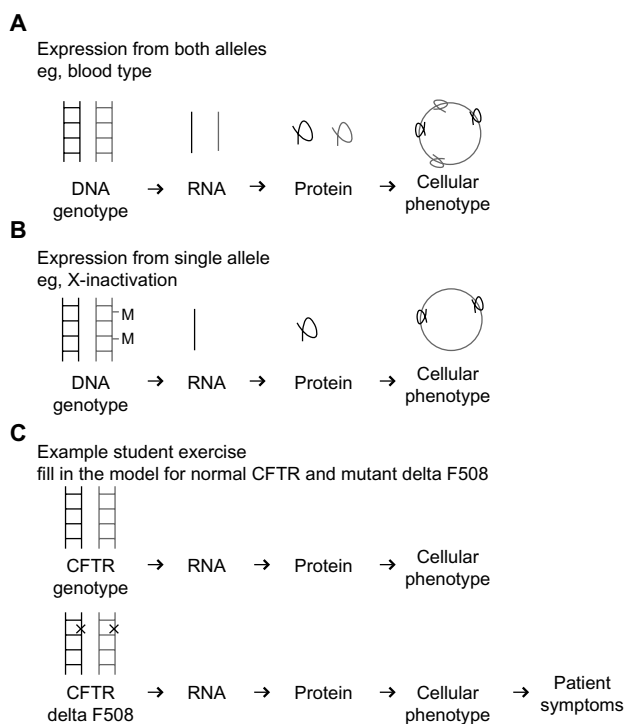 A
Expression from both alleles
eg, blood type
DNA genotype → RNA → Protein → Cellular phenotype
B
Expression from single allele
eg, X-inactivation
M
M
DNA genotype → RNA → Protein → Cellular phenotype
C
Example student exercise
fill in the model for normal CFTR and mutant delta F508
CFTR genotype → RNA → Protein → Cellular phenotype
CFTR delta F508 → RNA → Protein → Cellular phenotype → Patient symptoms